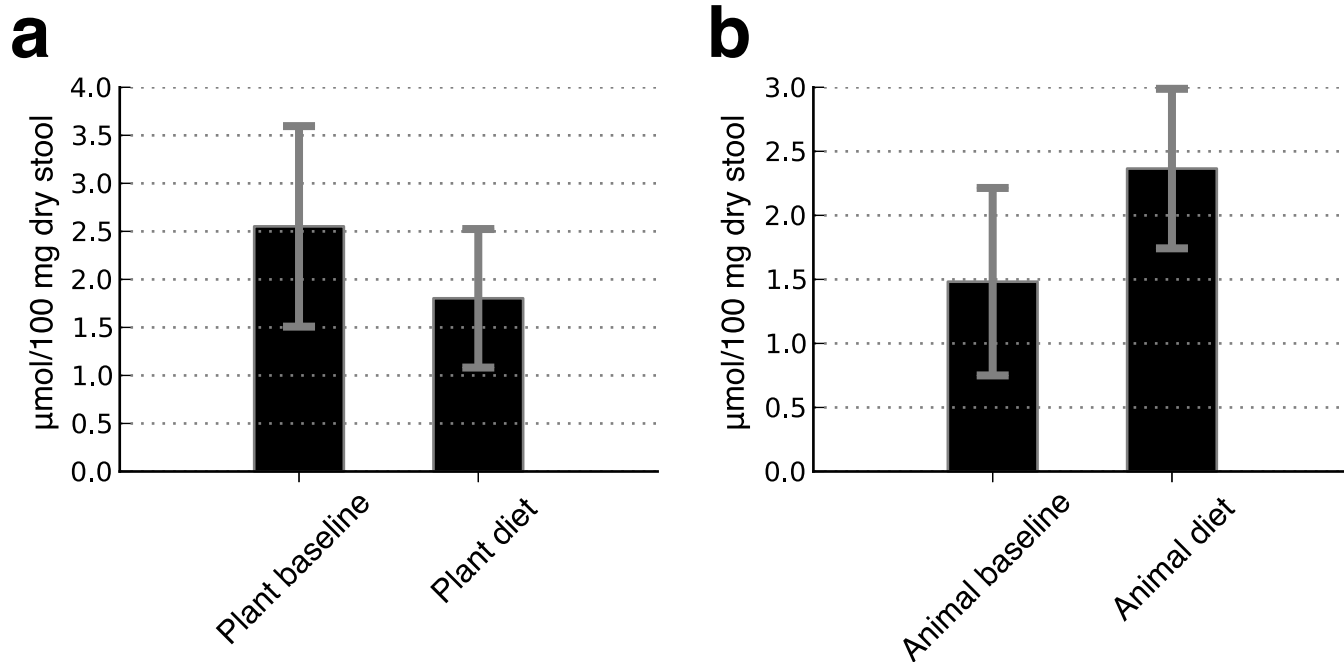 a
µmol/100 mg dry stool
4.0
3.5
3.0
2.5
2.0
1.5
1.0
0.5
0.0
Plant baseline
Plant diet
b
µmol/100 mg dry stool
3.0
2.5
2.0
1.5
1.0
0.5
0.0
Animal baseline
Animal diet